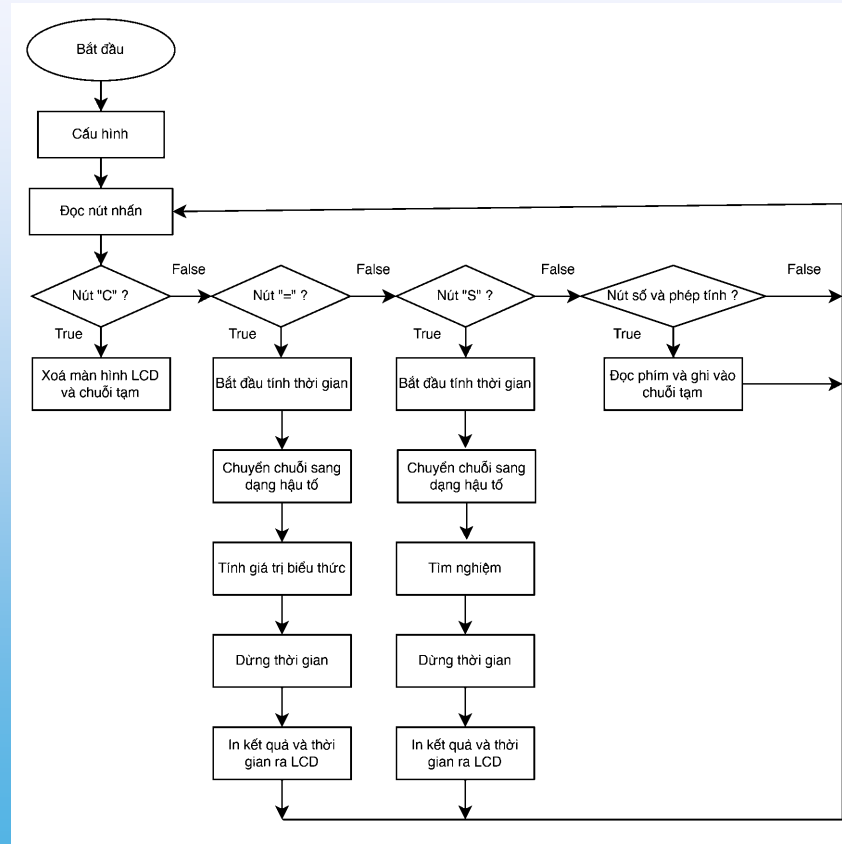 Bắt đầu
Cấu hình
Đọc nút nhấn
Nút "C" ?
False
Nút "=" ?
False
Nút "S" ?
False
Nút số và phép tính ?
False
True
True
True
True
Xoá màn hình LCD
và chuỗi tạm
Bắt đầu tính thời gian
Bắt đầu tính thời gian
Đọc phím và ghi vào
chuỗi tạm
Chuyển chuỗi sang
dạng hậu tố
Chuyển chuỗi sang
dạng hậu tố
Tính giá trị biểu thức
Tìm nghiệm
Dừng thời gian
Dừng thời gian
In kết quả và thời
gian ra LCD
In kết quả và thời
gian ra LCD